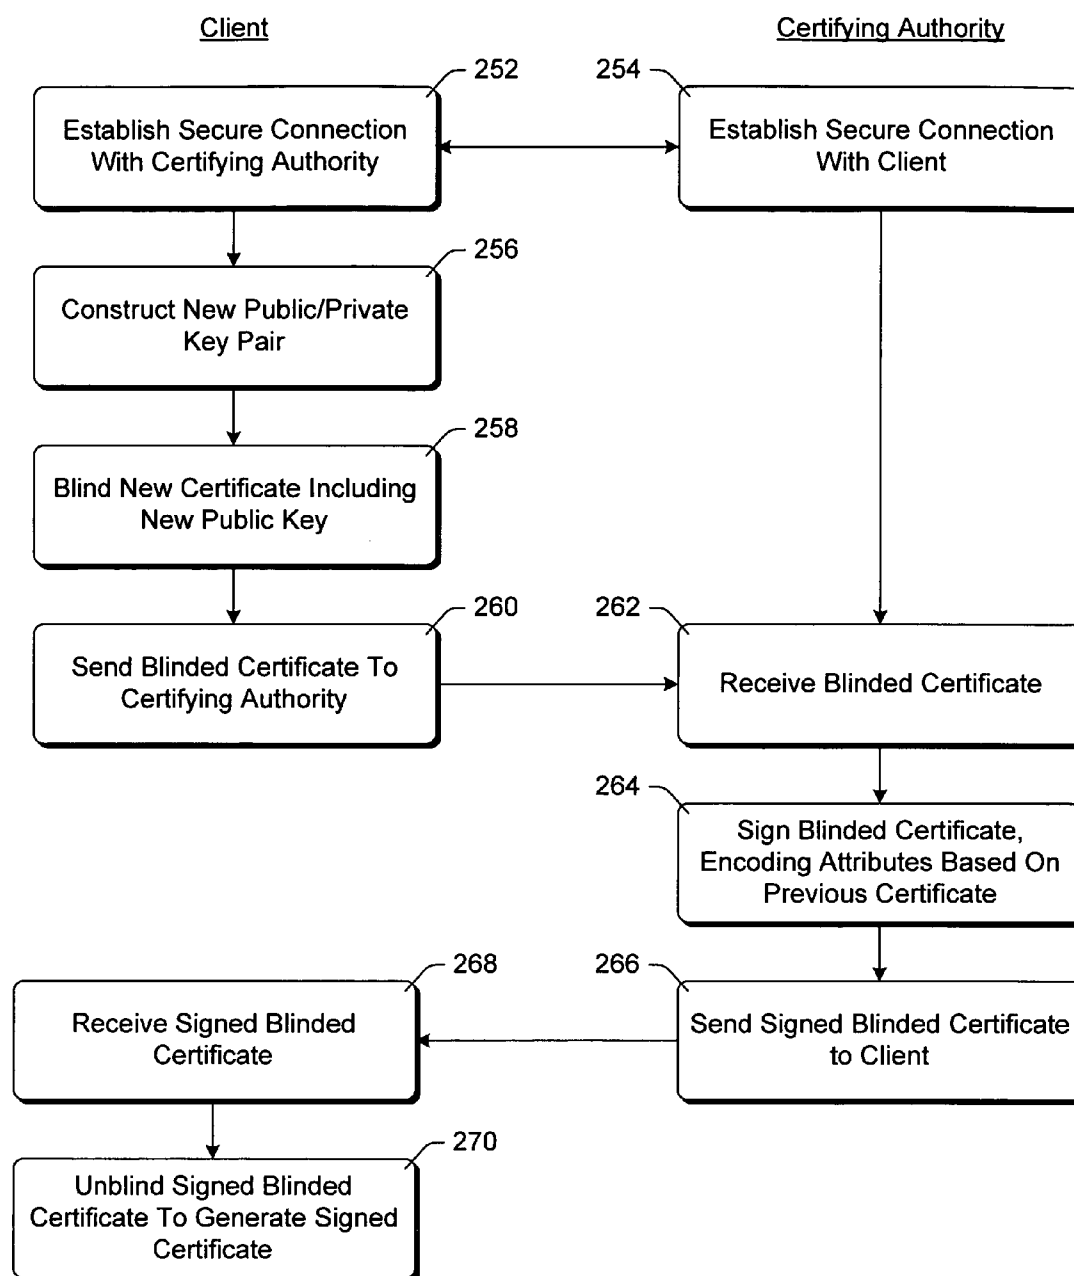 Client
Certifying Authority
252
254
Establish Secure Connection
With Certifying Authority
Establish Secure Connection
With Client
256
Construct New Public/Private
Key Pair
258
Blind New Certificate Including
New Public Key
260
262
Send Blinded Certificate To
Certifying Authority
Receive Blinded Certificate
264
Sign Blinded Certificate,
Encoding Attributes Based On
Previous Certificate
268
266
Receive Signed Blinded
Certificate
Send Signed Blinded Certificate
to Client
270
Unblind Signed Blinded
Certificate To Generate Signed
Certificate